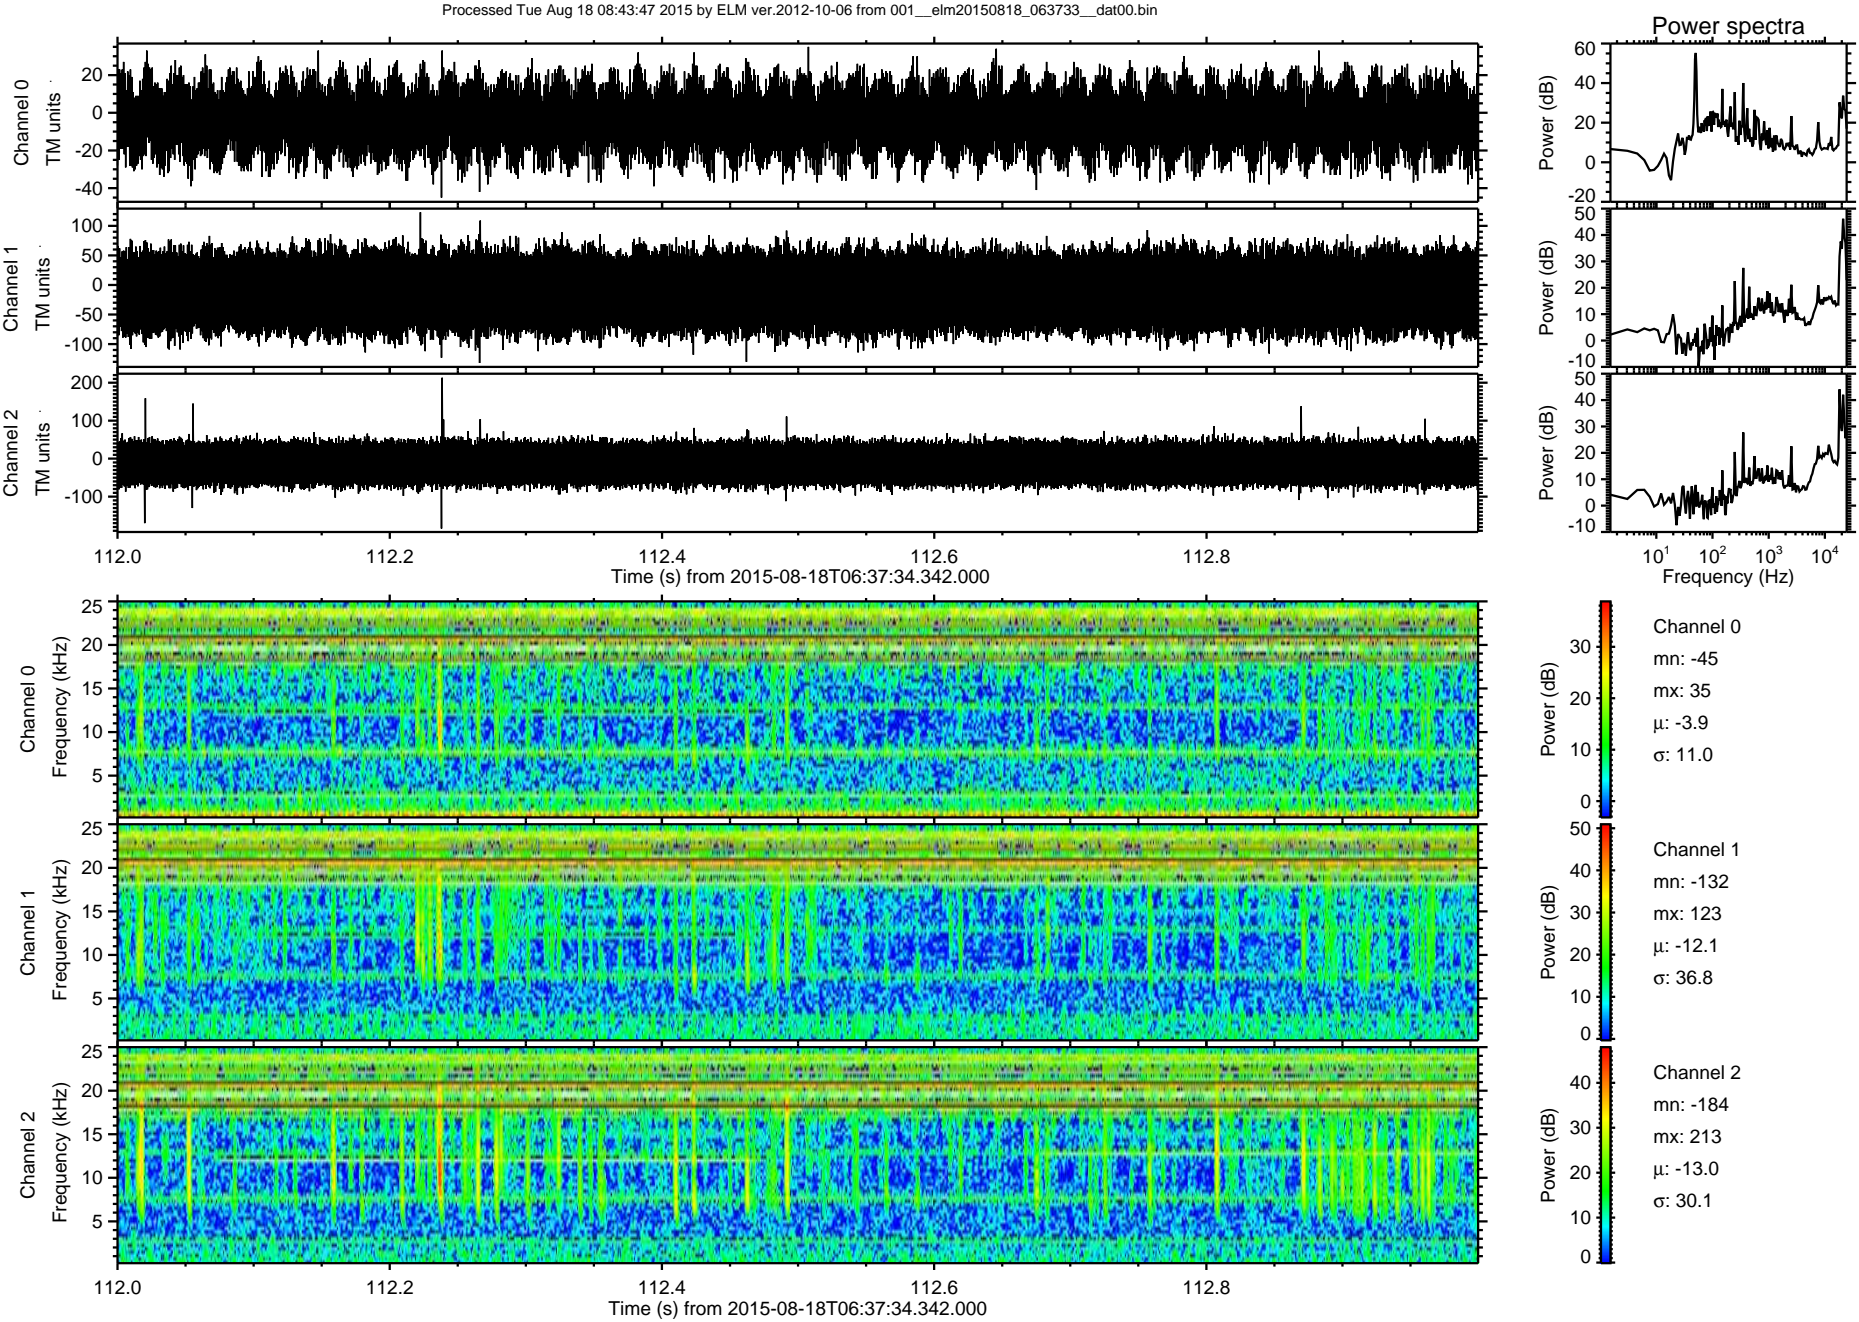 Processed Tue Aug 18 08:43:47 2015 by ELM ver.2012-10-06 from 001__elm20150818_063733__dat00.bin
Power spectra
Channel 0
TM units
20
0
-20
-40
Power (dB)
60
40
20
0
-20
Channel 1
TM units
100
50
0
-50
-100
Power (dB)
50
40
30
20
10
0
-10
Channel 2
TM units
200
100
0
-100
Power (dB)
50
40
30
20
10
0
-10
112.0 112.2 112.4 112.6 112.8
Time (s) from 2015-08-18T06:37:34.342.000
10^1 10^2 10^3 10^4
Frequency (Hz)
Channel 0
Frequency (kHz)
25
20
15
10
5
Power (dB)
30
20
10
0
Channel 0
mn: -45
mx: 35
μ: -3.9
σ: 11.0
Channel 1
Frequency (kHz)
25
20
15
10
5
Power (dB)
50
40
30
20
10
0
Channel 1
mn: -132
mx: 123
μ: -12.1
σ: 36.8
Channel 2
Frequency (kHz)
25
20
15
10
5
Power (dB)
40
30
20
10
0
Channel 2
mn: -184
mx: 213
μ: -13.0
σ: 30.1
112.0 112.2 112.4 112.6 112.8
Time (s) from 2015-08-18T06:37:34.342.000